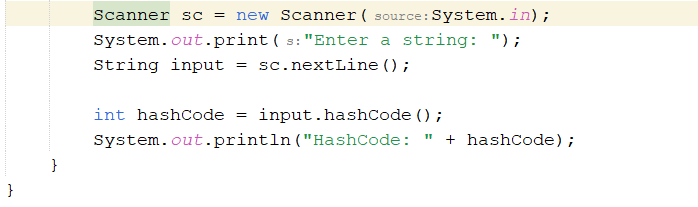 Scanner sc = new Scanner( source: System.in);
System.out.print( s: "Enter a string: ");
String input = sc.nextLine();
int hashCode = input.hashCode();
System.out.println("HashCode: " + hashCode);
}
}